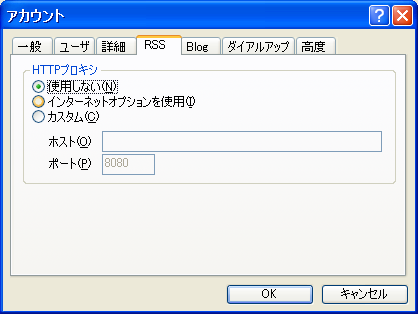 アカウント
一般 ユーザ 詳細 RSS Blog ダイアルアップ 高度
HTTPプロキシ
使用しない(N)
インターネットオプションを使用(I
カスタム(C)
ホスト(O)
ポート(P) 8080
OK キャンセル